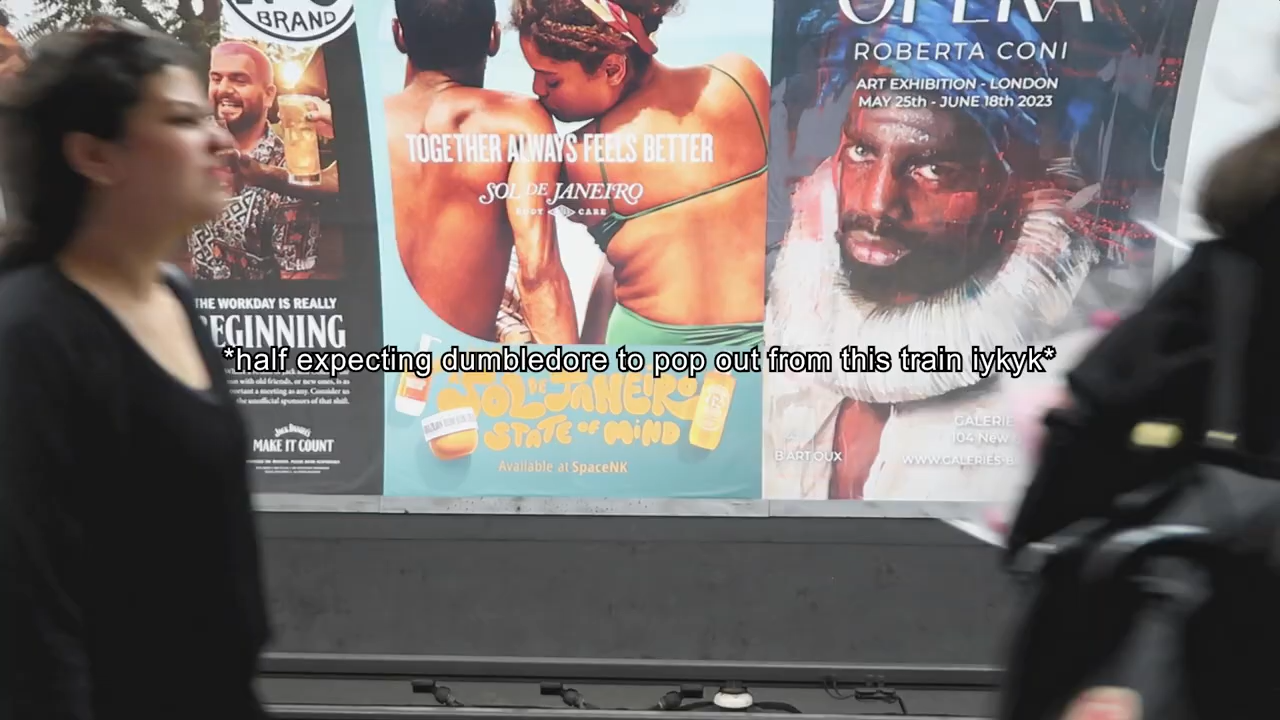 BRAND
THE WORKDAY IS REALLY
BEGINNING
MAKE IT COUNT
TOGETHER ALWAYS FEELS BETTER
SOL DE JANEIRO
BODY CARE
SOL DE JANEIRO
STATE OF MIND
Available at SpaceNK
OPERA
ROBERTA CONI
ART EXHIBITION - LONDON
MAY 25th - JUNE 18th 2023
GALERIE
104 New
BARTOUX
*half expecting dumbledore to pop out from this train iykyk*